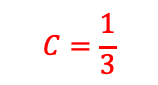 C = 1/3